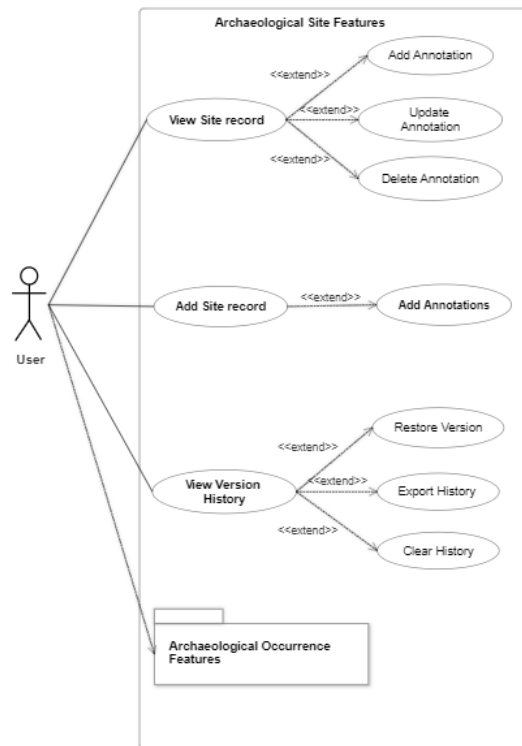 Archaeological Site Features
<<extend>>
Add Annotation
View Site record
<<extend>>
Update
Annotation
<<extend>>
Delete Annotation
User
Add Site record
<<extend>>
Add Annotations
View Version
History
<<extend>>
Restore Version
<<extend>>
Export History
<<extend>>
Clear History
Archaeological Occurrence
Features